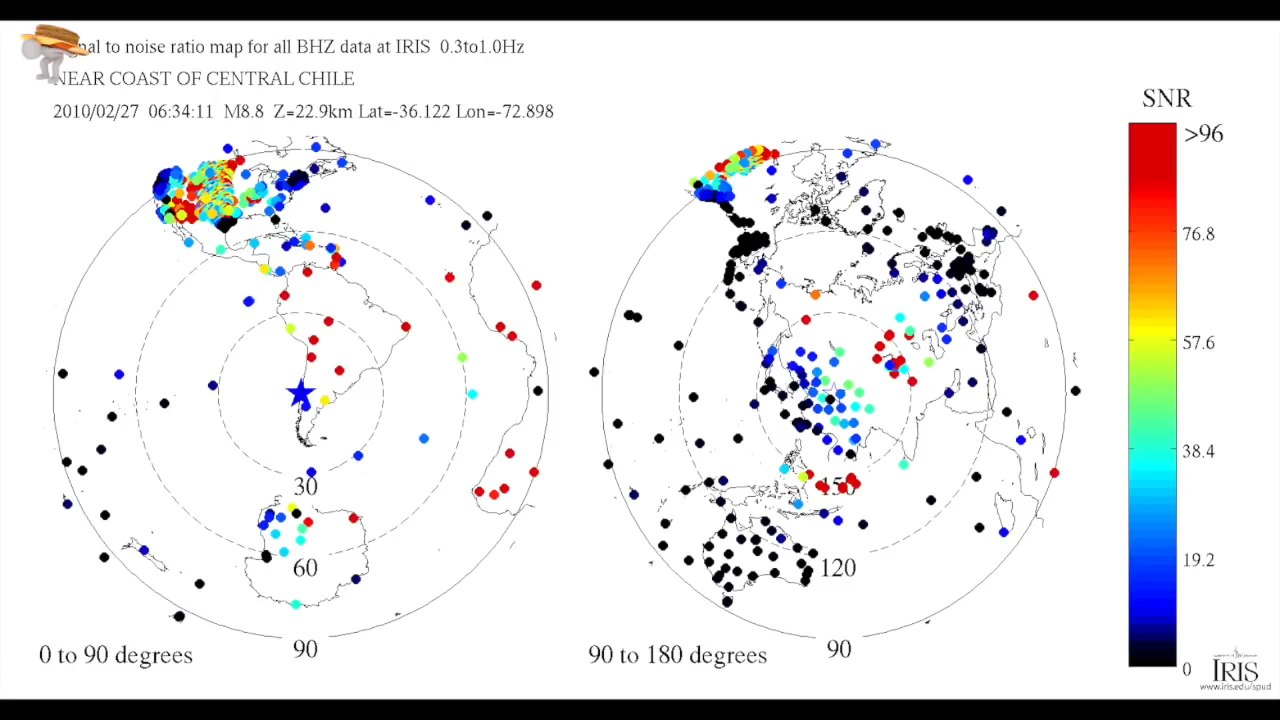 nal to noise ratio map for all BHZ data at IRIS 0.3to1.0Hz
NEAR COAST OF CENTRAL CHILE
2010/02/27 06:34:11 M8.8 Z=22.9km Lat=-36.122 Lon=-72.898
SNR
>96
76.8
57.6
38.4
19.2
0
30
60
90
150
120
90
0 to 90 degrees
90 to 180 degrees
IRIS
www.iris.edu/spud